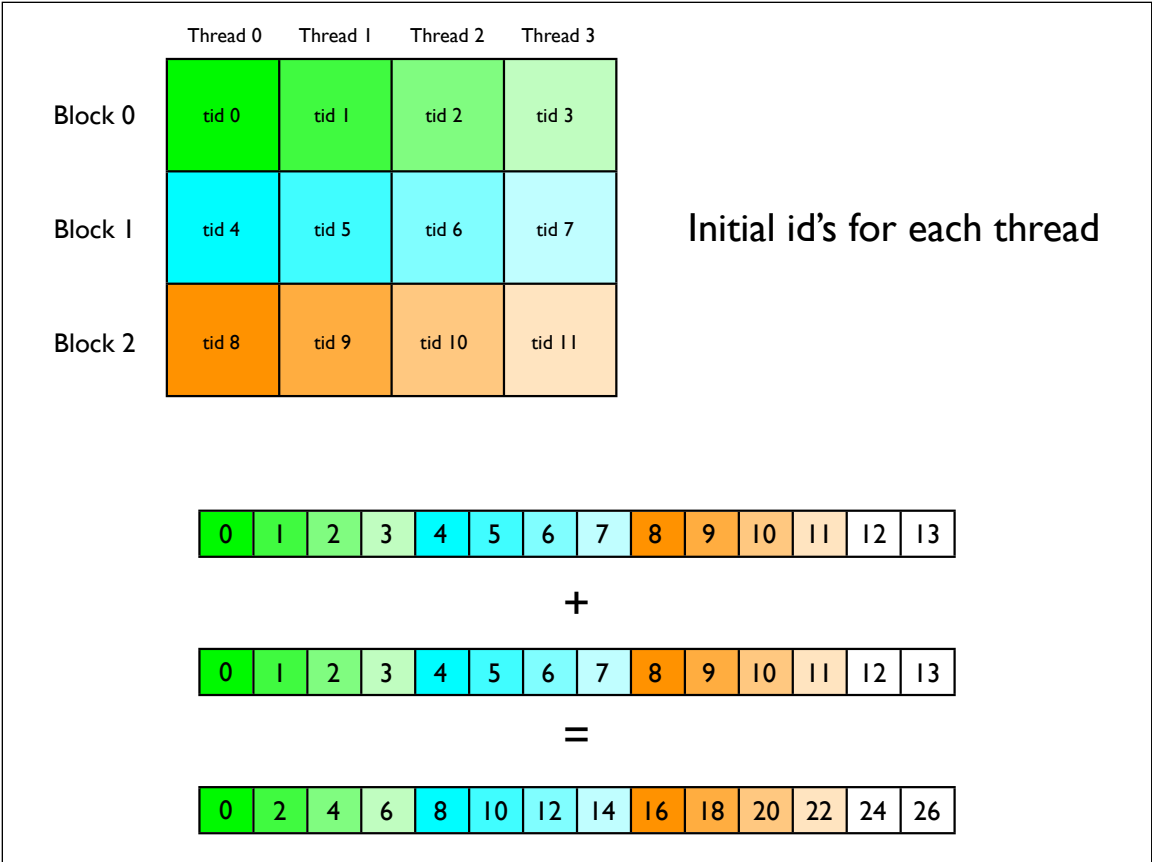 Thread 0 Thread 1 Thread 2 Thread 3
Block 0 tid 0 tid 1 tid 2 tid 3
Block 1 tid 4 tid 5 tid 6 tid 7
Initial id's for each thread
Block 2 tid 8 tid 9 tid 10 tid 11
0 1 2 3 4 5 6 7 8 9 10 11 12 13
+
0 1 2 3 4 5 6 7 8 9 10 11 12 13
=
0 2 4 6 8 10 12 14 16 18 20 22 24 26